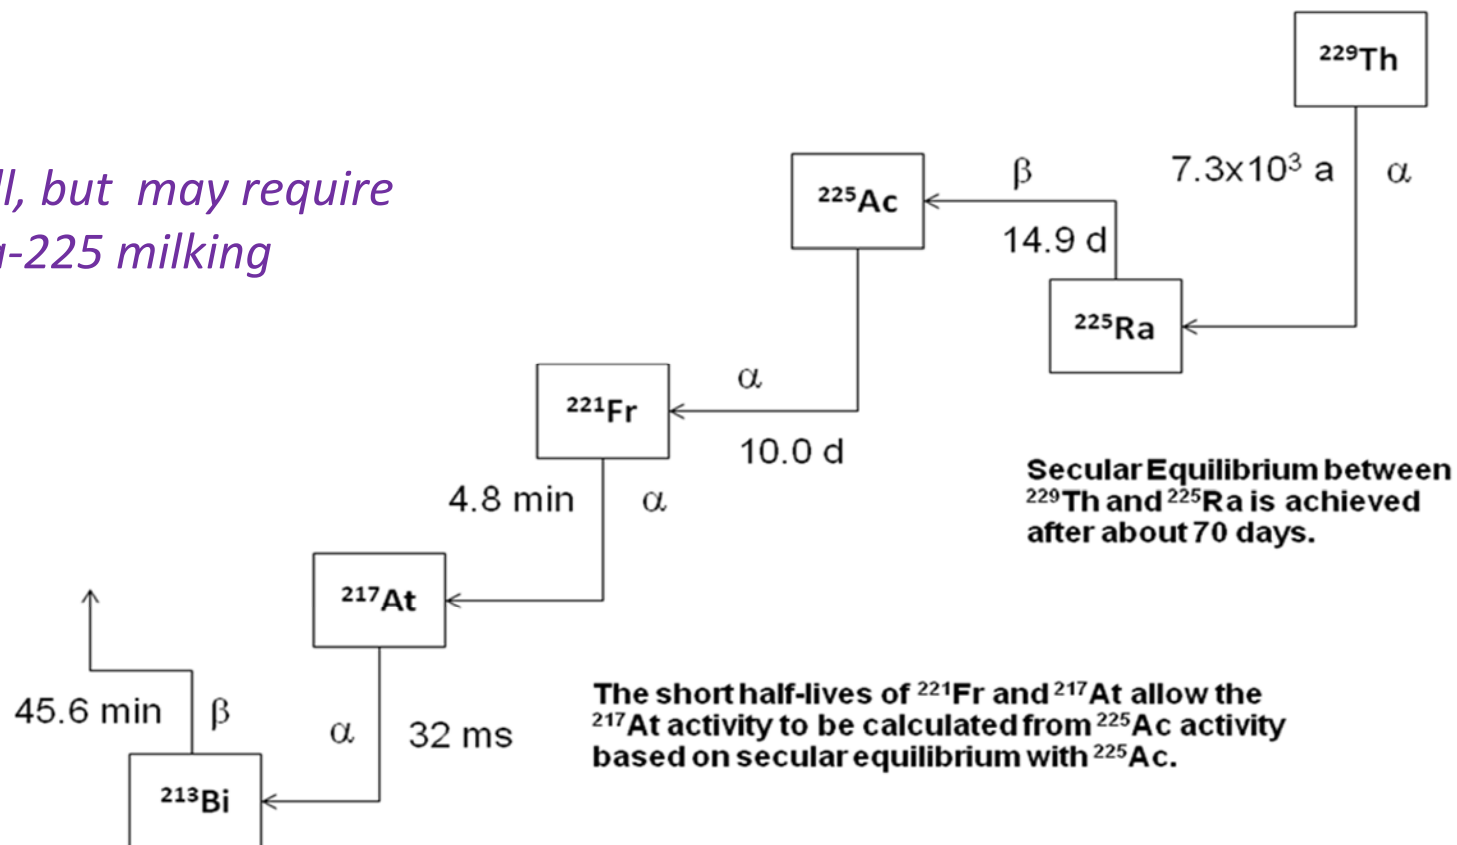 ²²⁹Th
7.3x10³ a
α
²²⁵Ac
β
14.9 d
²²⁵Ra
but may require
-225 milking
²²¹Fr
α
10.0 d
4.8 min
α
Secular Equilibrium between
²²⁹Th and ²²⁵Ra is achieved
after about 70 days.
²¹⁷At
α
32 ms
The short half-lives of ²²¹Fr and ²¹⁷At allow the
²¹⁷At activity to be calculated from ²²⁵Ac activity
based on secular equilibrium with ²²⁵Ac.
45.6 min
β
²¹³Bi